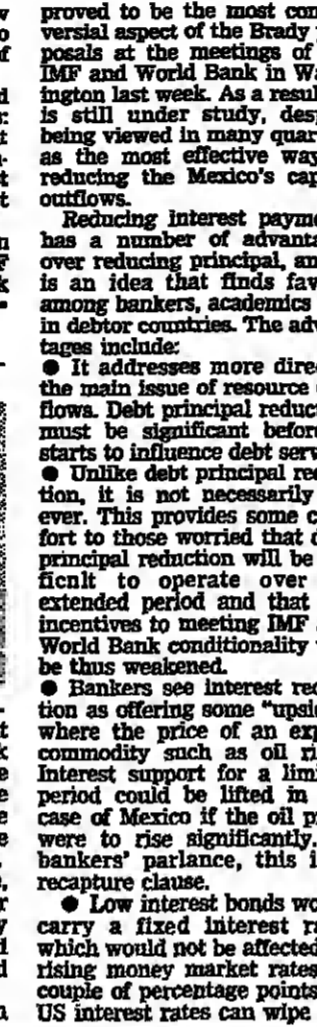 proved to be the most con
versial aspect of the Brady
posals at the meetings of
IMF and World Bank in Wa
ington last week. As a resul
is still under study, des
being viewed in many quar
as the most effective way
reducing the Mexico's cap
outflows.
Reducing interest payme
has a number of advanta
over reducing principal, an
is an idea that finds fav
among bankers, academics
in debtor countries. The adv
tages include:
● It addresses more dire
the main issue of resource
flows. Debt principal reduct
must be significant before
starts to influence debt serv
● Unlike debt principal rec
tion, it is not necessarily
ever. This provides some c
fort to those worried that d
principal reduction will be
ficult to operate over
extended period and that
incentives to meeting IMF
World Bank conditionality
be thus weakened.
● Bankers see interest red
tion as offering some "upsid
where the price of an exp
commodity such as oil ri
Interest support for a limi
period could be lifted in
case of Mexico if the oil p
were to rise significantly.
bankers' parlance, this i
recapture clause.
● Low interest bonds wo
carry a fixed interest ra
which would not be affected
rising money market rates
couple of percentage points
US interest rates can wipe